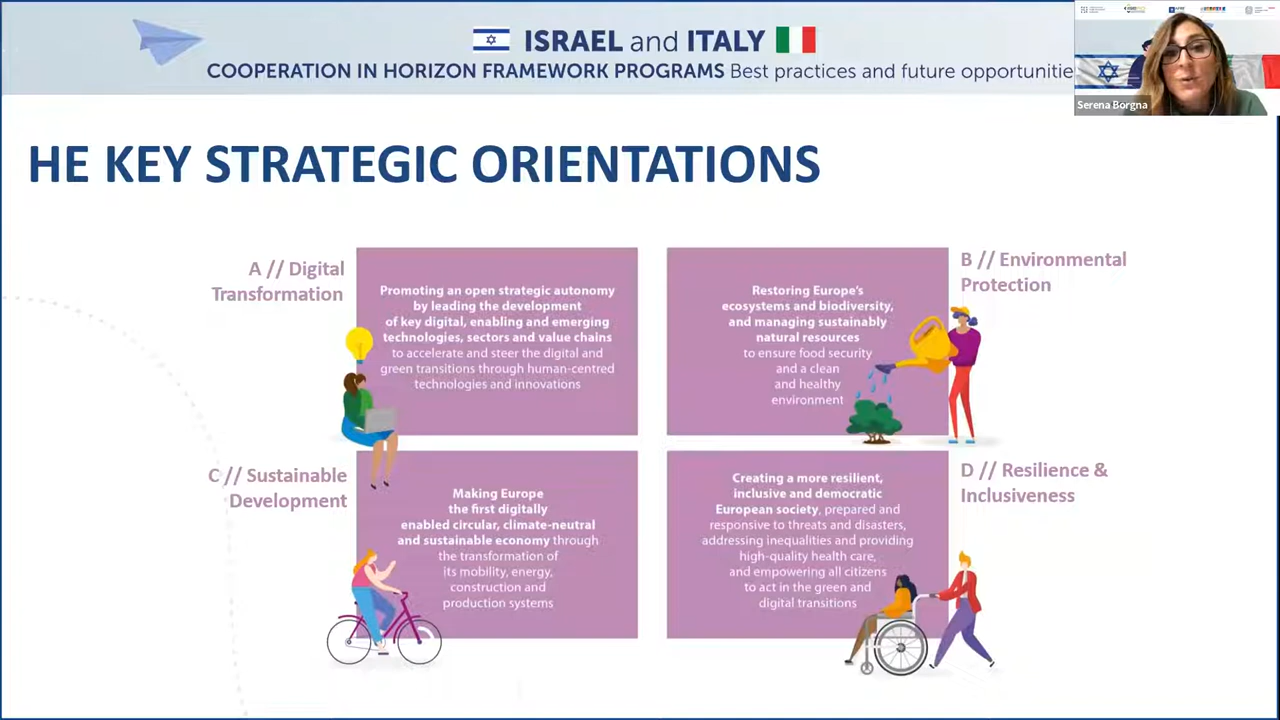 ISRAEL and ITALY
COOPERATION IN HORIZON FRAMEWORK PROGRAMS Best practices and future opportunitie
Serena Borgna
HE KEY STRATEGIC ORIENTATIONS
A // Digital
Transformation
Promoting an open strategic autonomy
by leading the development
of key digital, enabling and emerging
technologies, sectors and value chains
to accelerate and steer the digital and
green transitions through human-centred
technologies and innovations
B // Environmental
Protection
Restoring Europe's
ecosystems and biodiversity,
and managing sustainably
natural resources
to ensure food security
and a clean
and healthy
environment
C // Sustainable
Development
Making Europe
the first digitally
enabled circular, climate-neutral
and sustainable economy through
the transformation of
its mobility, energy,
construction and
production systems
D // Resilience &
Inclusiveness
Creating a more resilient,
inclusive and democratic
European society, prepared and
responsive to threats and disasters,
addressing inequalities and providing
high-quality health care,
and empowering all citizens
to act in the green and
digital transitions